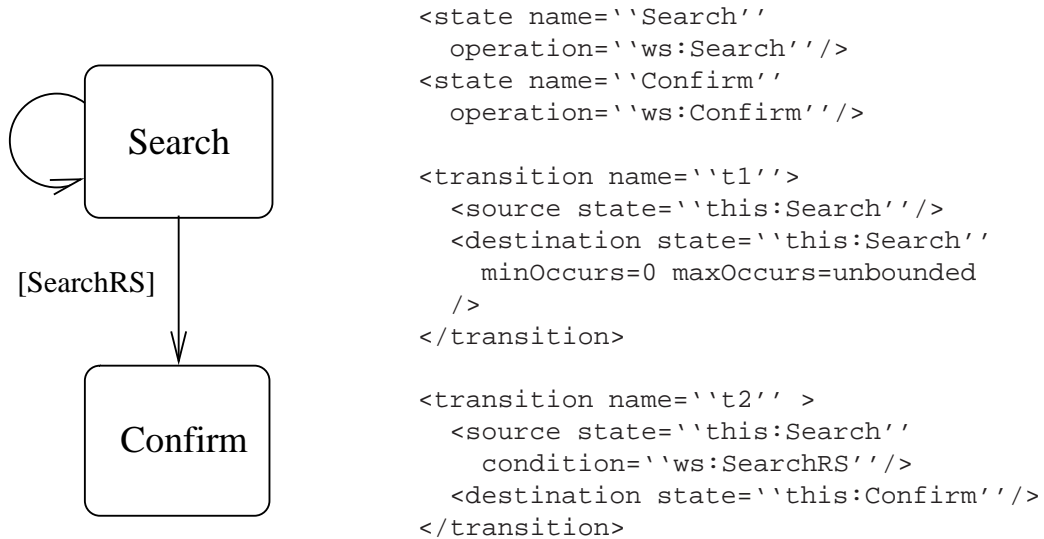 Search
[SearchRS]
Confirm
<state name=‘‘Search’’
operation=‘‘ws:Search’’/>
<state name=‘‘Confirm’’
operation=‘‘ws:Confirm’’/>
<transition name=‘‘t1’’>
<source state=‘‘this:Search’’/>
<destination state=‘‘this:Search’’
minOccurs=0 maxOccurs=unbounded
/>
</transition>
<transition name=‘‘t2’’ >
<source state=‘‘this:Search’’
condition=‘‘ws:SearchRS’’/>
<destination state=‘‘this:Confirm’’/>
</transition>